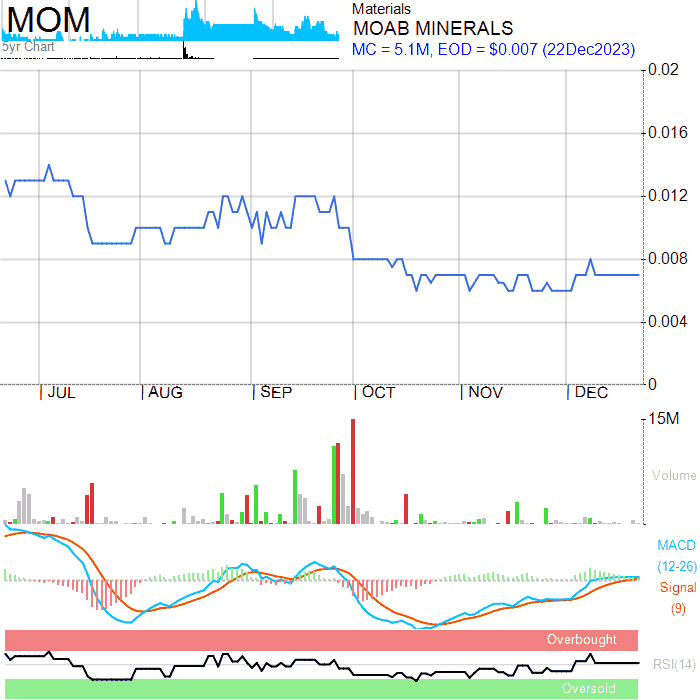 MOM
5yr Chart
Materials
MOAB MINERALS
MC = 5.1M, EOD = $0.007 (22Dec2023)
0.02
0.016
0.012
0.008
0.004
0
JUL AUG SEP OCT NOV DEC
15M
Volume
MACD
(12-26)
Signal
(9)
Overbought
RSI(14)
Oversold